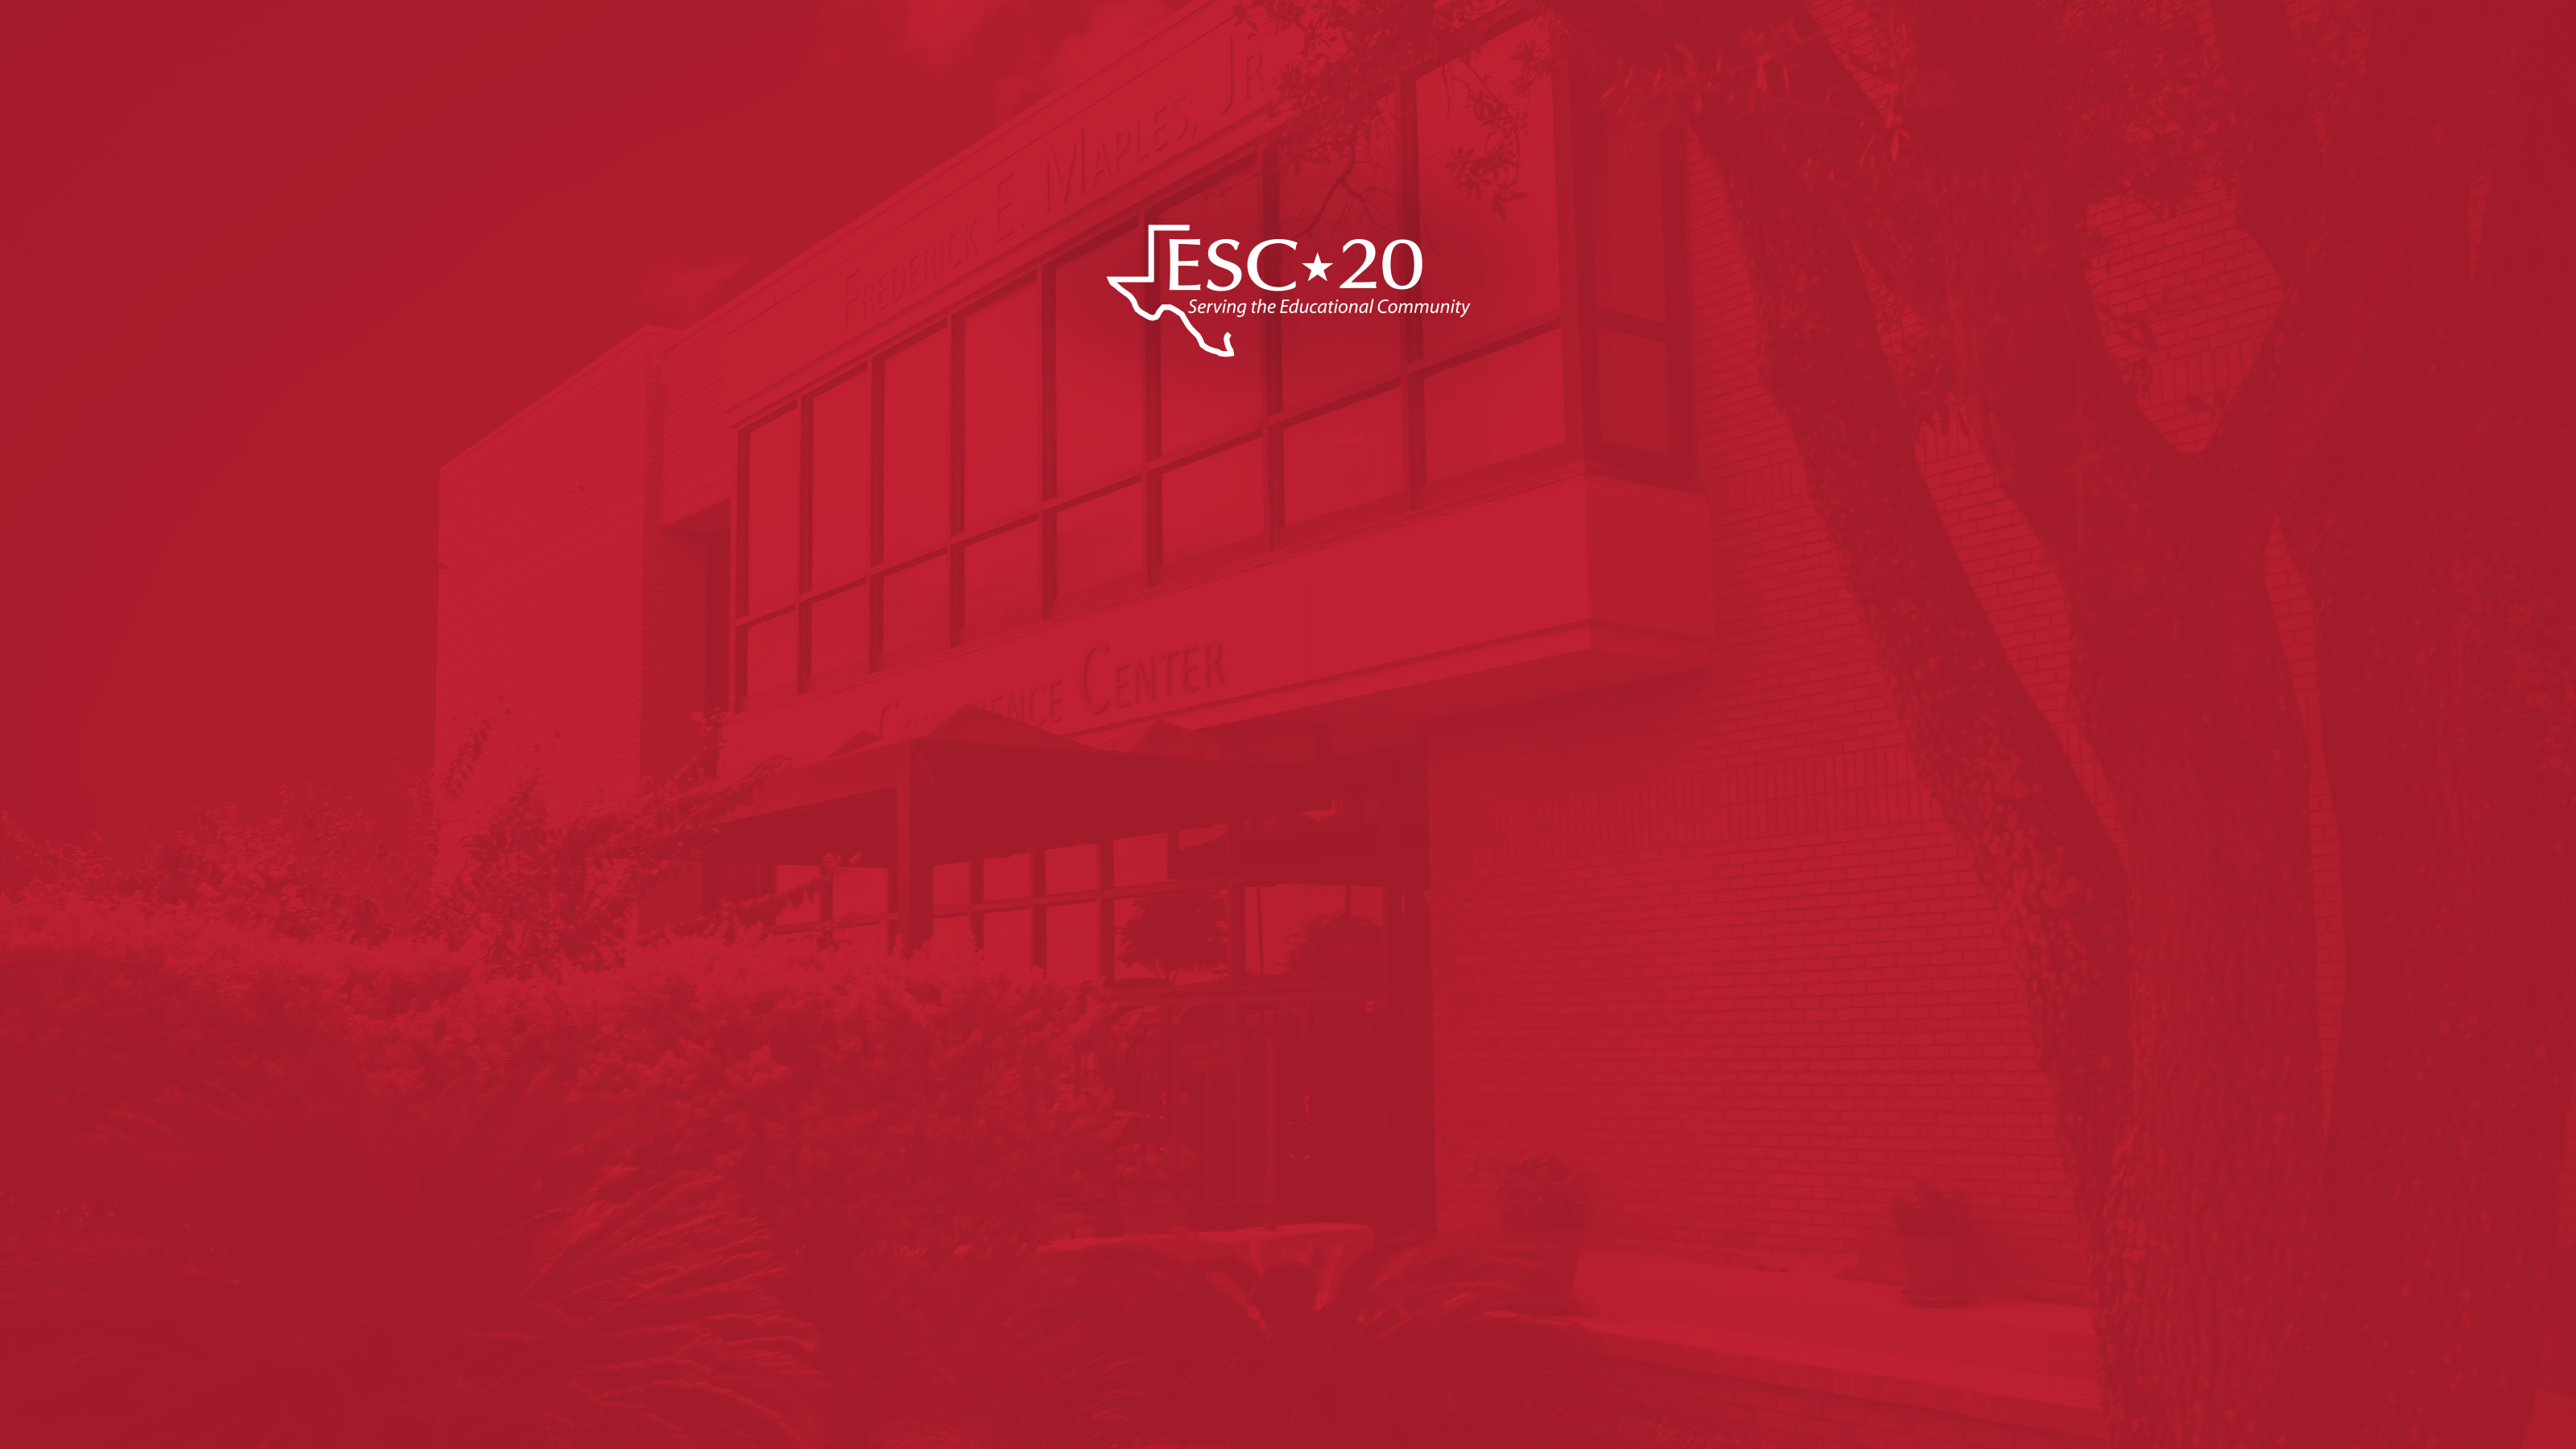 FREDERICK E. MAPLES, JR.
ESC★20
Serving the Educational Community
CENTER